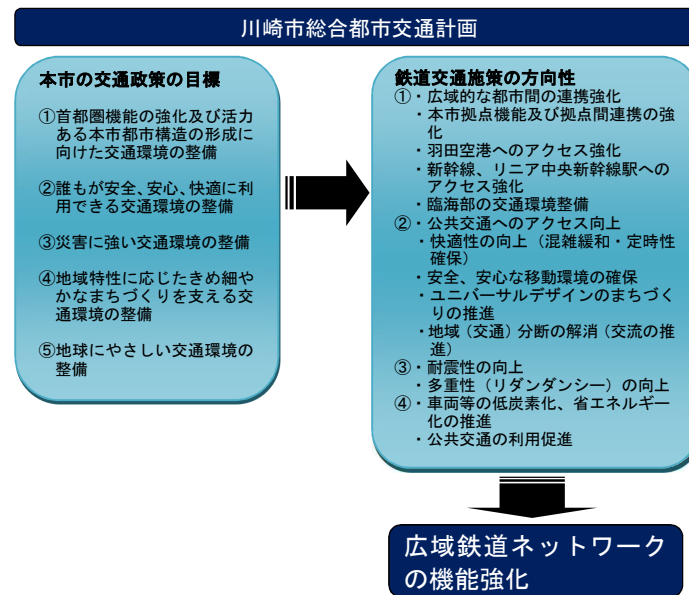 川崎市総合都市交通計画
本市の交通政策の目標
①首都圏機能の強化及び活力
ある本市都市構造の形成に
向けた交通環境の整備
②誰もが安全、安心、快適に利
用できる交通環境の整備
③災害に強い交通環境の整備
④地域特性に応じたきめ細や
かなまちづくりを支える交
通環境の整備
⑤地球にやさしい交通環境の
整備
鉄道交通施策の方向性
①・広域的な都市間の連携強化
・本市拠点機能及び拠点間連携の強
化
・羽田空港へのアクセス強化
・新幹線、リニア中央新幹線駅への
アクセス強化
・臨海部の交通環境整備
②・公共交通へのアクセス向上
・快適性の向上（混雑緩和・定時性
確保）
・安全、安心な移動環境の確保
・ユニバーサルデザインのまちづく
りの推進
・地域（交通）分断の解消（交流の推
進）
③・耐震性の向上
・多重性（リダンダンシー）の向上
④・車両等の低炭素化、省エネルギー
化の推進
・公共交通の利用促進
広域鉄道ネットワーク
の機能強化